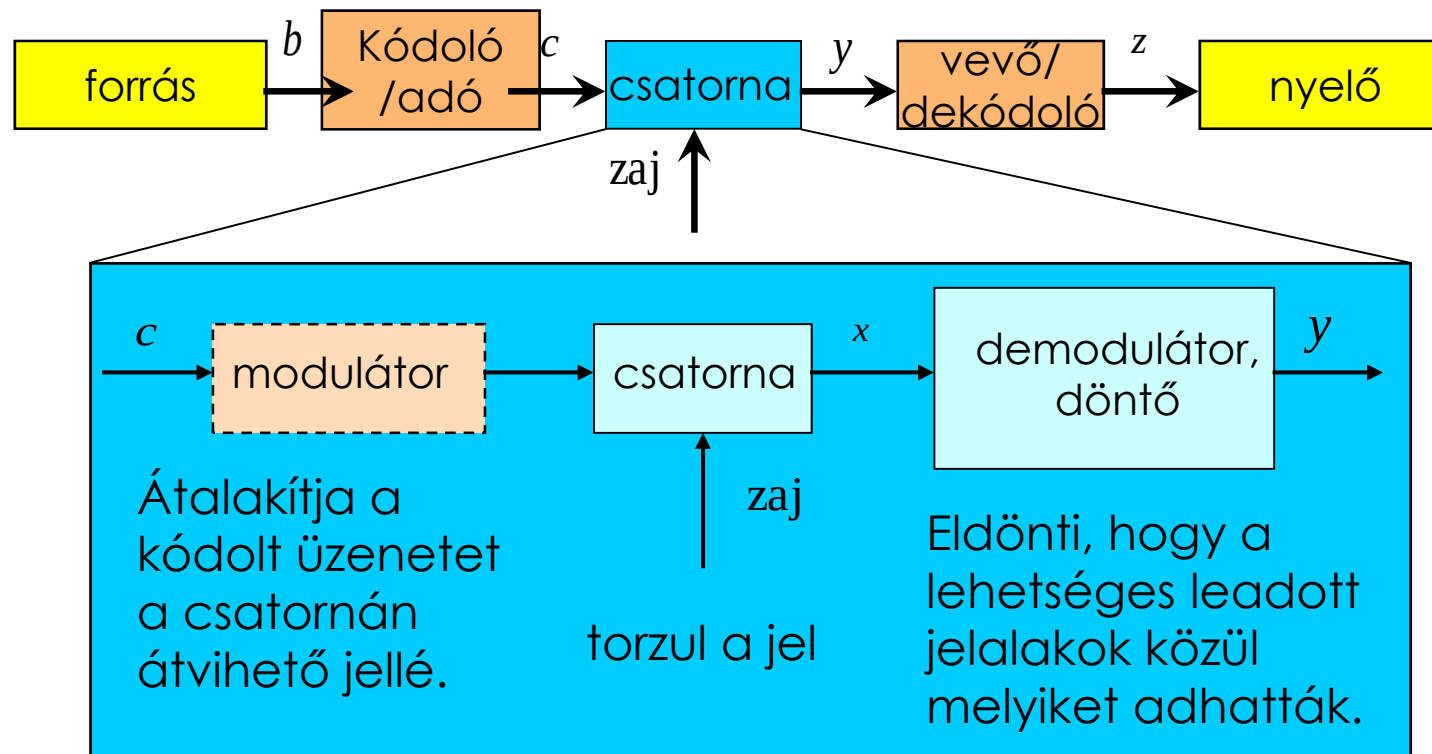 forrás
b
Kódoló
/adó
c
csatorna
y
vevő/
dekódoló
z
nyelő
zaj
c
modulátor
csatorna
x
demodulátor,
döntő
y
zaj
Átalakítja a
kódolt üzenetet
a csatornán
átvihető jellé.
torzul a jel
Eldönti, hogy a
lehetséges leadott
jelalakok közül
melyiket adhatták.